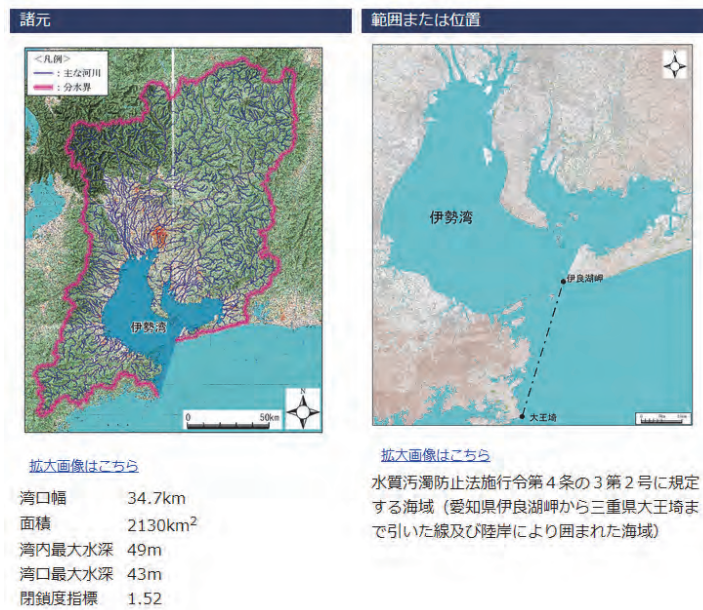 諸元
<凡例>
:主な河川
:分水界
伊勢湾
N
0 50km
拡大画像はこちら
湾口幅 34.7km
面積 2130km²
湾内最大水深 49m
湾口最大水深 43m
閉鎖度指標 1.52
範囲または位置
N
伊勢湾
伊良湖岬
大王埼
拡大画像はこちら
水質汚濁防止法施行令第4条の3第2号に規定
する海域（愛知県伊良湖岬から三重県大王埼ま
で引いた線及び陸岸により囲まれた海域）